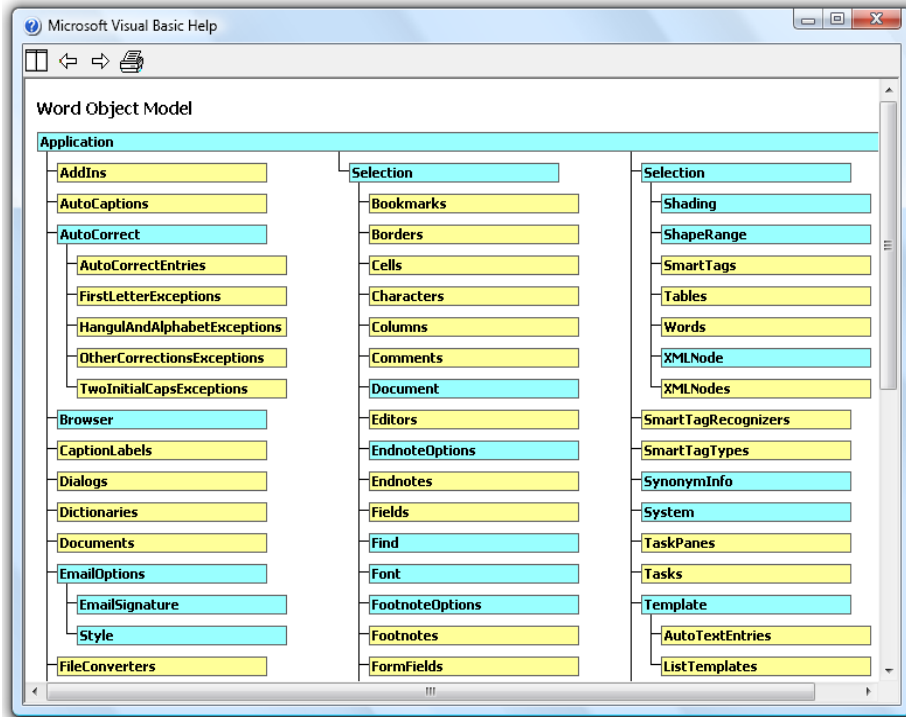 Microsoft Visual Basic Help
Word Object Model
Application
AddIns
AutoCaptions
AutoCorrect
AutoCorrectEntries
FirstLetterExceptions
HangulAndAlphabetExceptions
OtherCorrectionsExceptions
TwoInitialCapsExceptions
Browser
CaptionLabels
Dialogs
Dictionaries
Documents
EmailOptions
EmailSignature
Style
FileConverters
Selection
Bookmarks
Borders
Cells
Characters
Columns
Comments
Document
Editors
EndnoteOptions
Endnotes
Fields
Find
Font
FootnoteOptions
Footnotes
FormFields
Selection
Shading
ShapeRange
SmartTags
Tables
Words
XMLNode
XMLNodes
SmartTagRecognizers
SmartTagTypes
SynonymInfo
System
TaskPanes
Tasks
Template
AutoTextEntries
ListTemplates